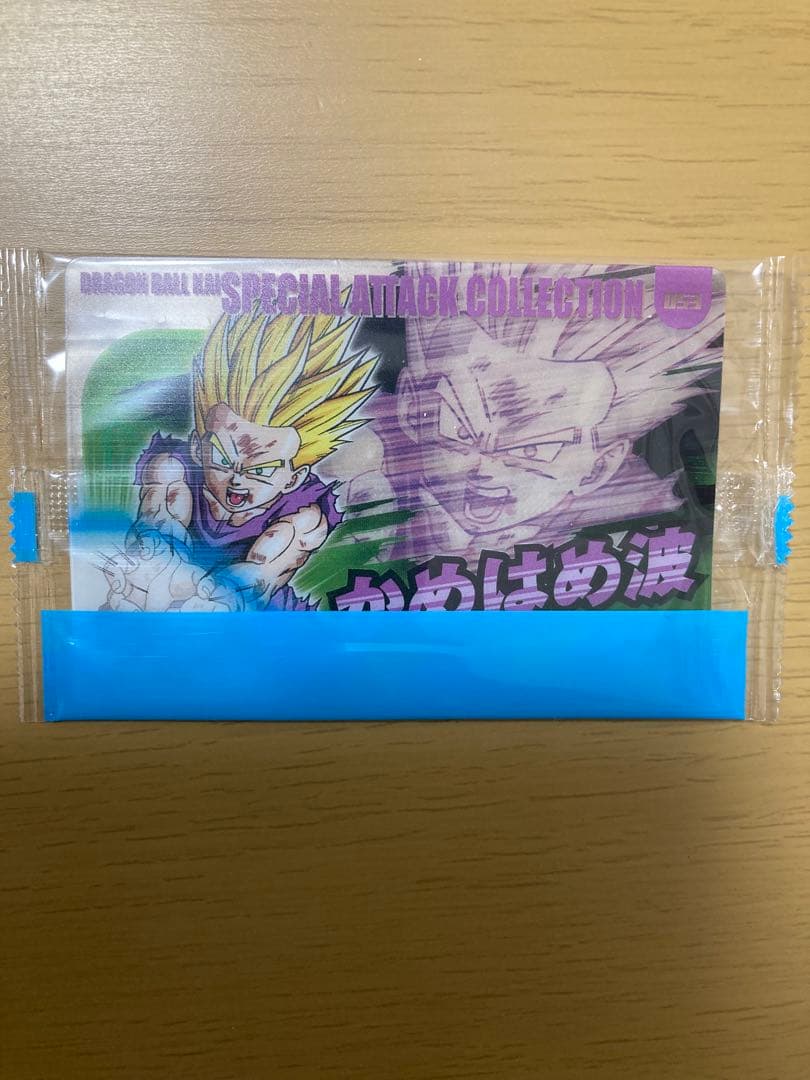 DRAGON BALL KAI SPECIAL ATTACK COLLECTION
かめはめ波